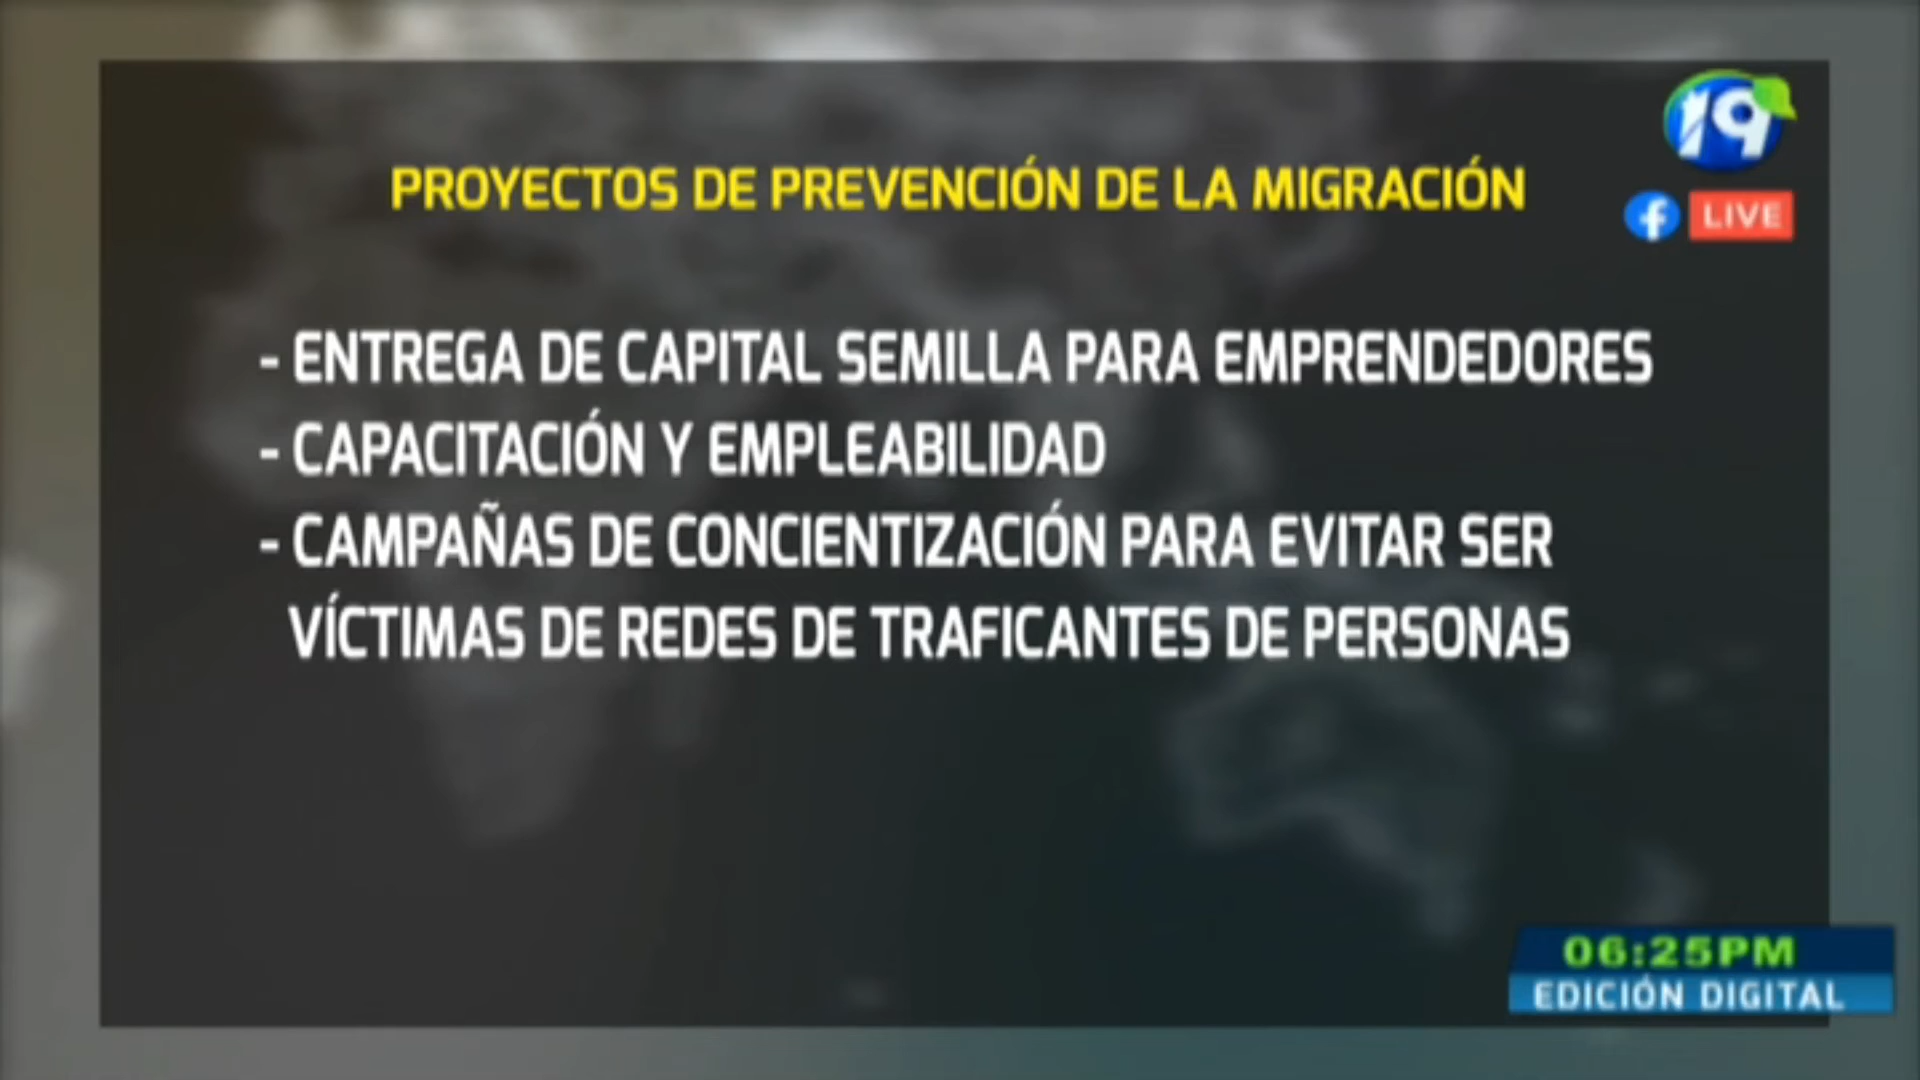 19
PROYECTOS DE PREVENCIÓN DE LA MIGRACIÓN
f LIVE
- ENTREGA DE CAPITAL SEMILLA PARA EMPRENDEDORES
- CAPACITACIÓN Y EMPLEABILIDAD
- CAMPAÑAS DE CONCIENTIZACIÓN PARA EVITAR SER
VÍCTIMAS DE REDES DE TRAFICANTES DE PERSONAS
06:25PM
EDICIÓN DIGITAL